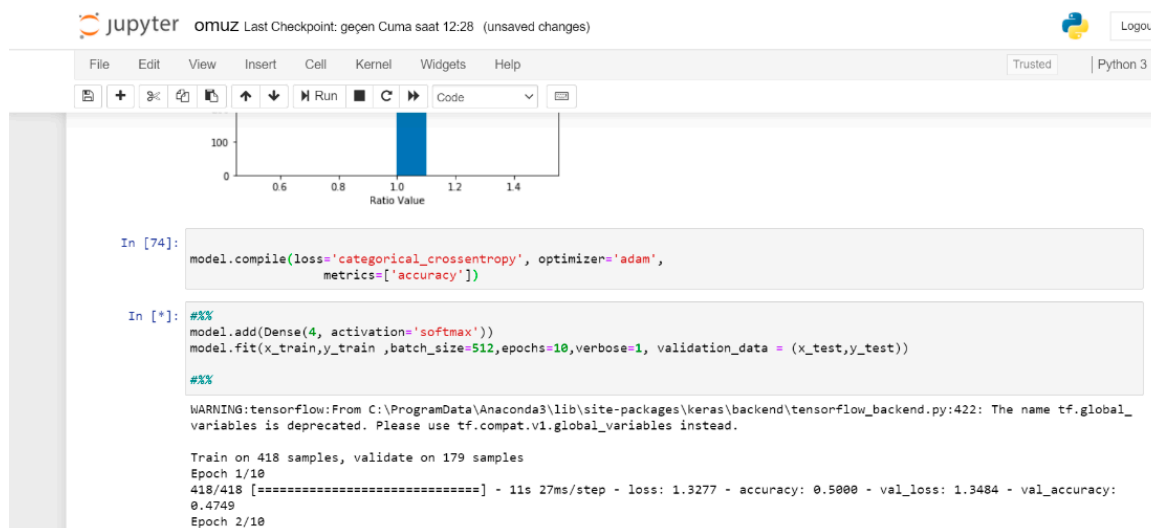 jupyter omuz Last Checkpoint: geçen Cuma saat 12:28 (unsaved changes)
Logou
File Edit View Insert Cell Kernel Widgets Help Trusted Python 3
Run Code
100
0
0.6 0.8 1.0 1.2 1.4
Ratio Value
In [74]:
model.compile(loss='categorical_crossentropy', optimizer='adam',
metrics=['accuracy'])
In [*]: #%%
model.add(Dense(4, activation='softmax'))
model.fit(x_train,y_train ,batch_size=512,epochs=10,verbose=1, validation_data = (x_test,y_test))
#%%
WARNING:tensorflow:From C:\ProgramData\Anaconda3\lib\site-packages\keras\backend\tensorflow_backend.py:422: The name tf.global_
variables is deprecated. Please use tf.compat.v1.global_variables instead.
Train on 418 samples, validate on 179 samples
Epoch 1/10
418/418 [==============================] - 11s 27ms/step - loss: 1.3277 - accuracy: 0.5000 - val_loss: 1.3484 - val_accuracy:
0.4749
Epoch 2/10